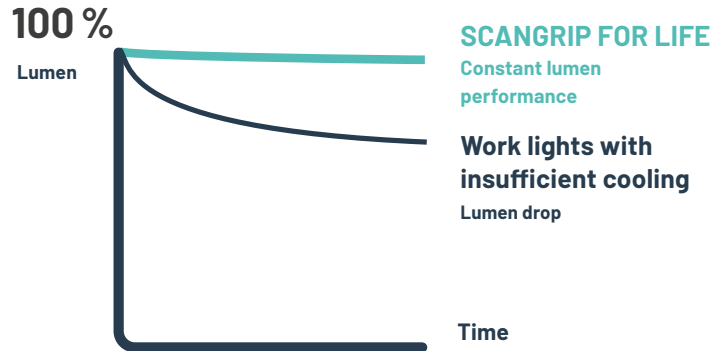 100 %
Lumen
SCANGRIP FOR LIFE
Constant lumen
performance
Work lights with
insufficient cooling
Lumen drop
Time